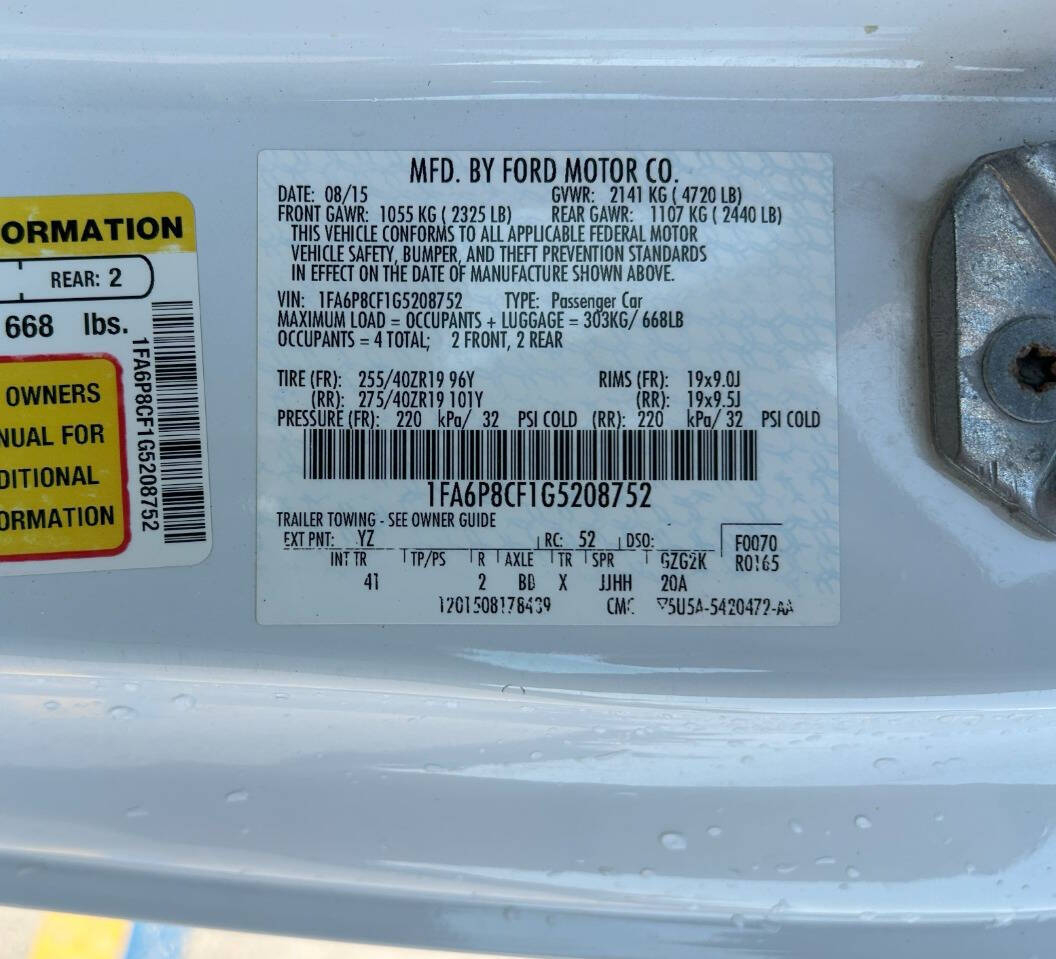 ORMATION
REAR: 2
668 lbs.
OWNERS
NUAL FOR
DITIONAL
ORMATION
1FA6P8CF1G5208752
MFD. BY FORD MOTOR CO.
DATE: 08/15 GVWR: 2141 KG ( 4720 LB)
FRONT GAWR: 1055 KG ( 2325 LB) REAR GAWR: 1107 KG ( 2440 LB)
THIS VEHICLE CONFORMS TO ALL APPLICABLE FEDERAL MOTOR
VEHICLE SAFETY, BUMPER, AND THEFT PREVENTION STANDARDS
IN EFFECT ON THE DATE OF MANUFACTURE SHOWN ABOVE.
VIN: 1FA6P8CF1G5208752 TYPE: Passenger Car
MAXIMUM LOAD = OCCUPANTS + LUGGAGE = 303KG/ 668LB
OCCUPANTS = 4 TOTAL; 2 FRONT, 2 REAR
TIRE (FR): 255/40ZR19 96Y RIMS (FR): 19x9.0J
(RR): 275/40ZR19 101Y (RR): 19x9.5J
PRESSURE (FR): 220 kPa/ 32 PSI COLD (RR): 220 kPa/ 32 PSI COLD
1FA6P8CF1G5208752
TRAILER TOWING - SEE OWNER GUIDE
EXT PNT: YZ RC: 52 DSO: F0070
INT TR TP/PS R AXLE TR SPR GZG2K R0165
41 2 BD X JJHH 20A
1201508178439 5U5A-5420472-AA